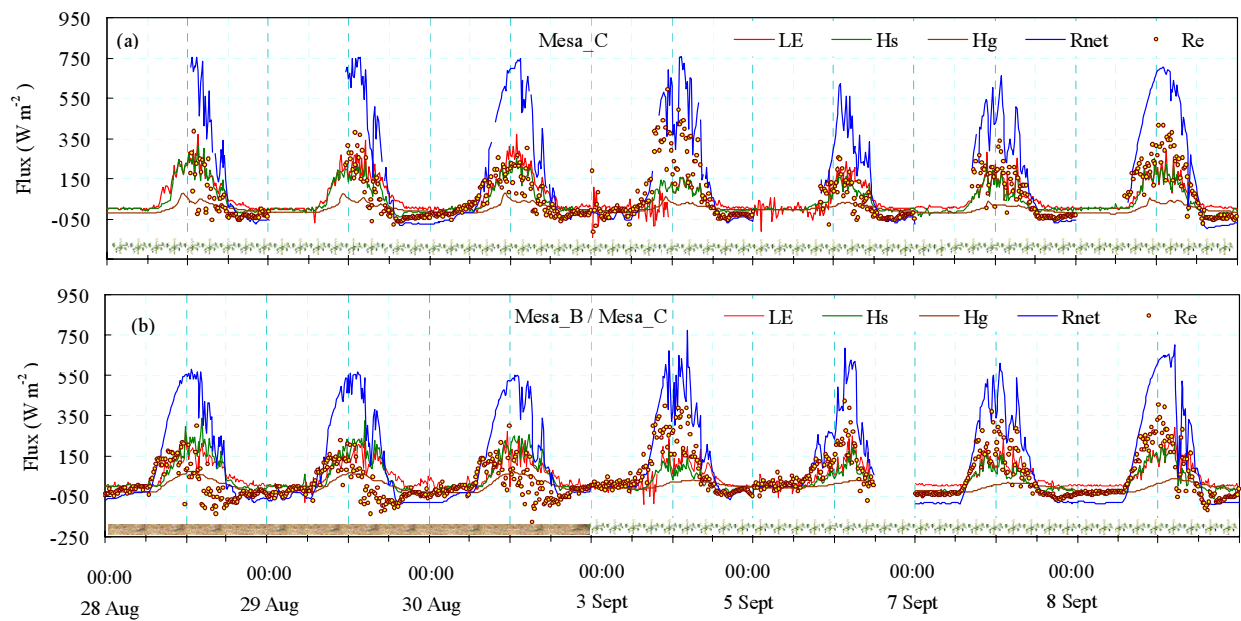 950
(a) Mesa_C LE Hs Hg Rnet Re
750
550
350
150
-050
Flux (W m-2)
950
(b) Mesa_B / Mesa_C LE Hs Hg Rnet Re
750
550
350
150
-050
-250
Flux (W m-2)
00:00 00:00 00:00 00:00 00:00 00:00 00:00
28 Aug 29 Aug 30 Aug 3 Sept 5 Sept 7 Sept 8 Sept